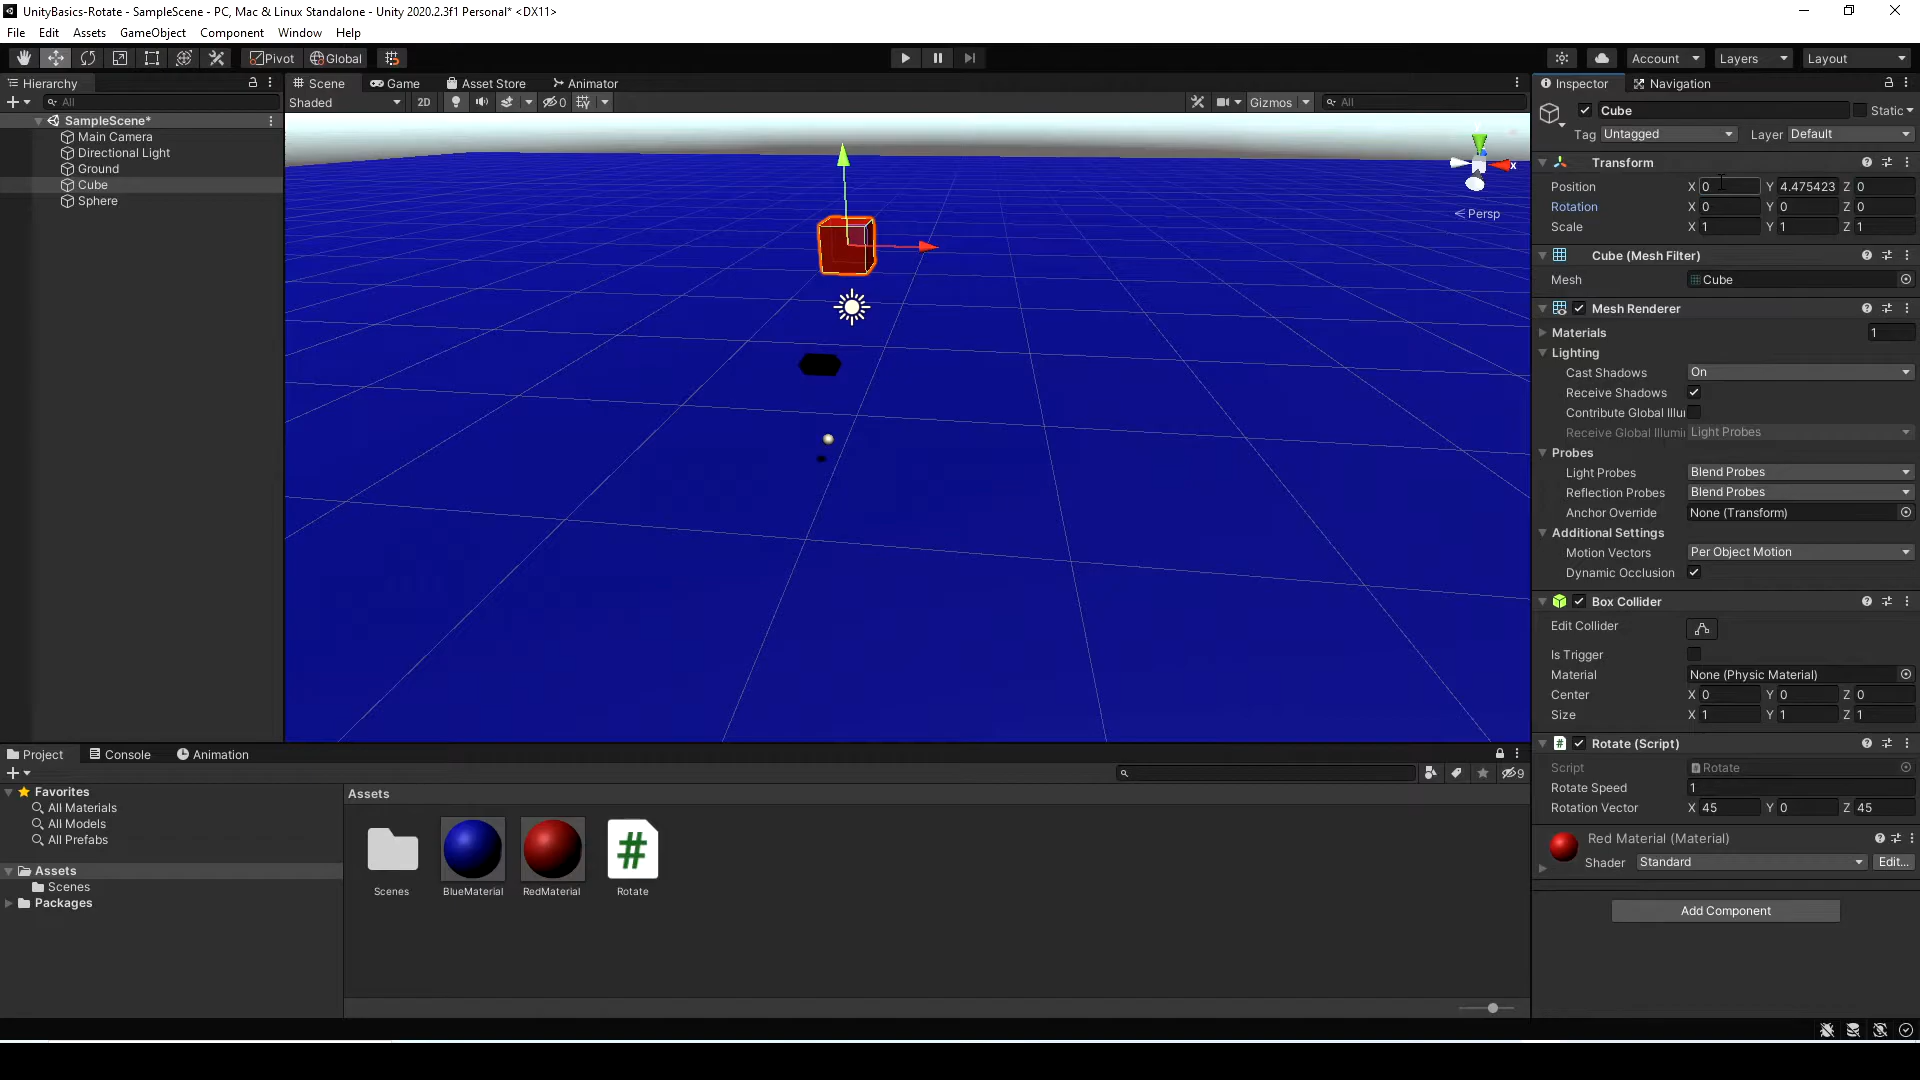 UnityBasics-Rotate - SampleScene - PC, Mac & Linux Standalone - Unity 2020.2.3f1 Personal* <DX11>
File Edit Assets GameObject Component Window Help
Pivot Global Account Layers Layout
Hierarchy
All
SampleScene*
Main Camera
Directional Light
Ground
Cube
Sphere
Scene Game Asset Store Animator
Shaded 2D 0 Gizmos All
x
< Persp
Inspector Navigation
Cube Static
Tag Untagged Layer Default
Transform
Position X 0 Y 4.475423 Z 0
Rotation X 0 Y 0 Z 0
Scale X 1 Y 1 Z 1
Cube (Mesh Filter)
Mesh Cube
Mesh Renderer
Materials 1
Lighting
Cast Shadows On
Receive Shadows
Contribute Global Illu
Receive Global Illumi Light Probes
Probes
Light Probes Blend Probes
Reflection Probes Blend Probes
Anchor Override None (Transform)
Additional Settings
Motion Vectors Per Object Motion
Dynamic Occlusion
Box Collider
Edit Collider
Is Trigger
Material None (Physic Material)
Center X 0 Y 0 Z 0
Size X 1 Y 1 Z 1
# Rotate (Script)
Script Rotate
Rotate Speed 1
Rotation Vector X 45 Y 0 Z 45
Red Material (Material)
Shader Standard Edit...
Add Component
Project Console Animation
9
Favorites
All Materials
All Models
All Prefabs
Assets
Scenes
Packages
Assets
#
Scenes BlueMaterial RedMaterial Rotate